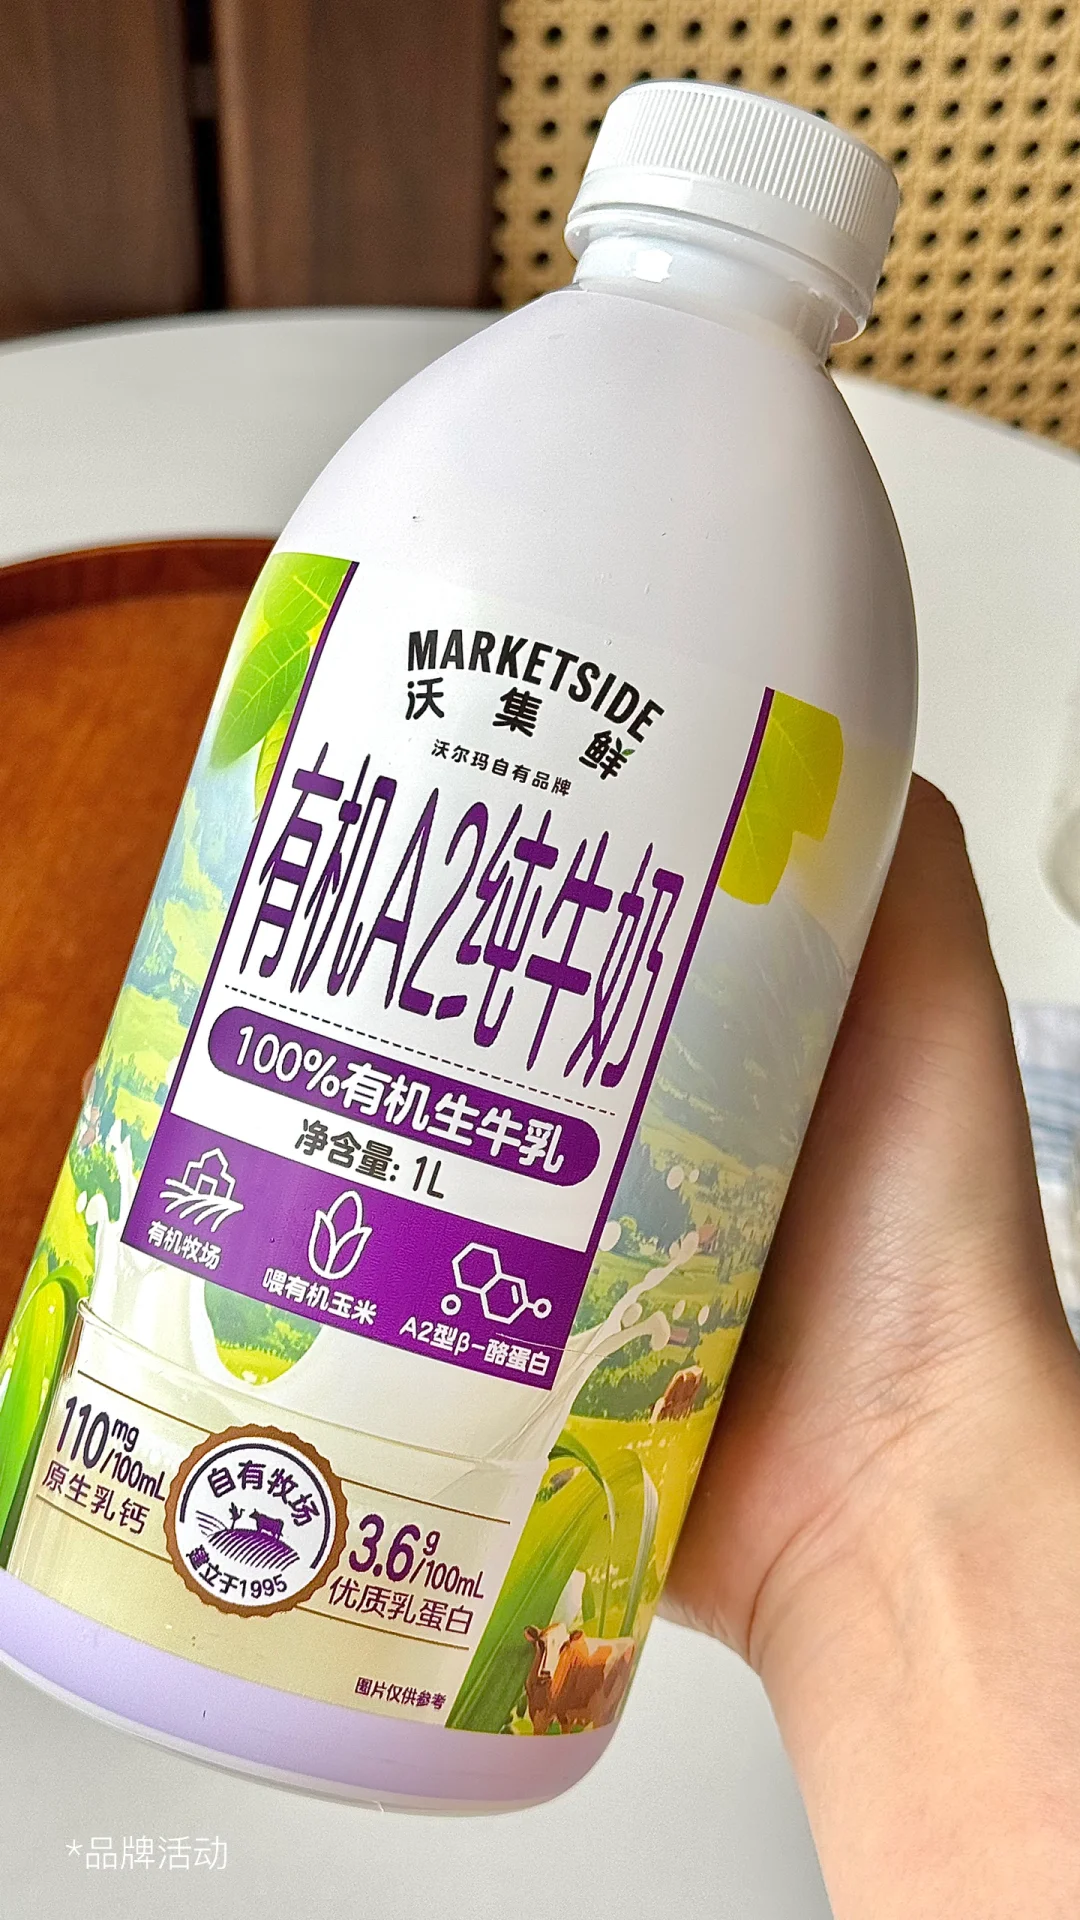 MARKETSIDE
沃集鲜
沃尔玛自有品牌
有机A2纯牛奶
100%有机生牛乳
净含量: 1L
有机牧场
喂有机玉米
A2型β-酪蛋白
110mg/100mL
原生乳钙
自有牧场
建立于1995
3.6g/100mL
优质乳蛋白
图片仅供参考
*品牌活动